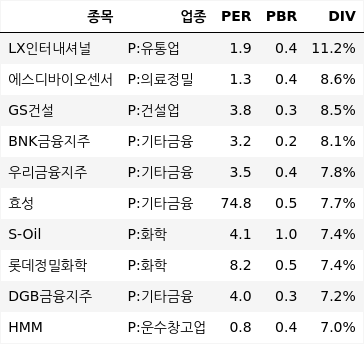 종목 업종 PER PBR DIV
LX인터내셔널 P:유통업 1.9 0.4 11.2%
에스디바이오센서 P:의료정밀 1.3 0.4 8.6%
GS건설 P:건설업 3.8 0.3 8.5%
BNK금융지주 P:기타금융 3.2 0.2 8.1%
우리금융지주 P:기타금융 3.5 0.4 7.8%
효성 P:기타금융 74.8 0.5 7.7%
S-Oil P:화학 4.1 1.0 7.4%
롯데정밀화학 P:화학 8.2 0.5 7.4%
DGB금융지주 P:기타금융 4.0 0.3 7.2%
HMM P:운수창고업 0.8 0.4 7.0%